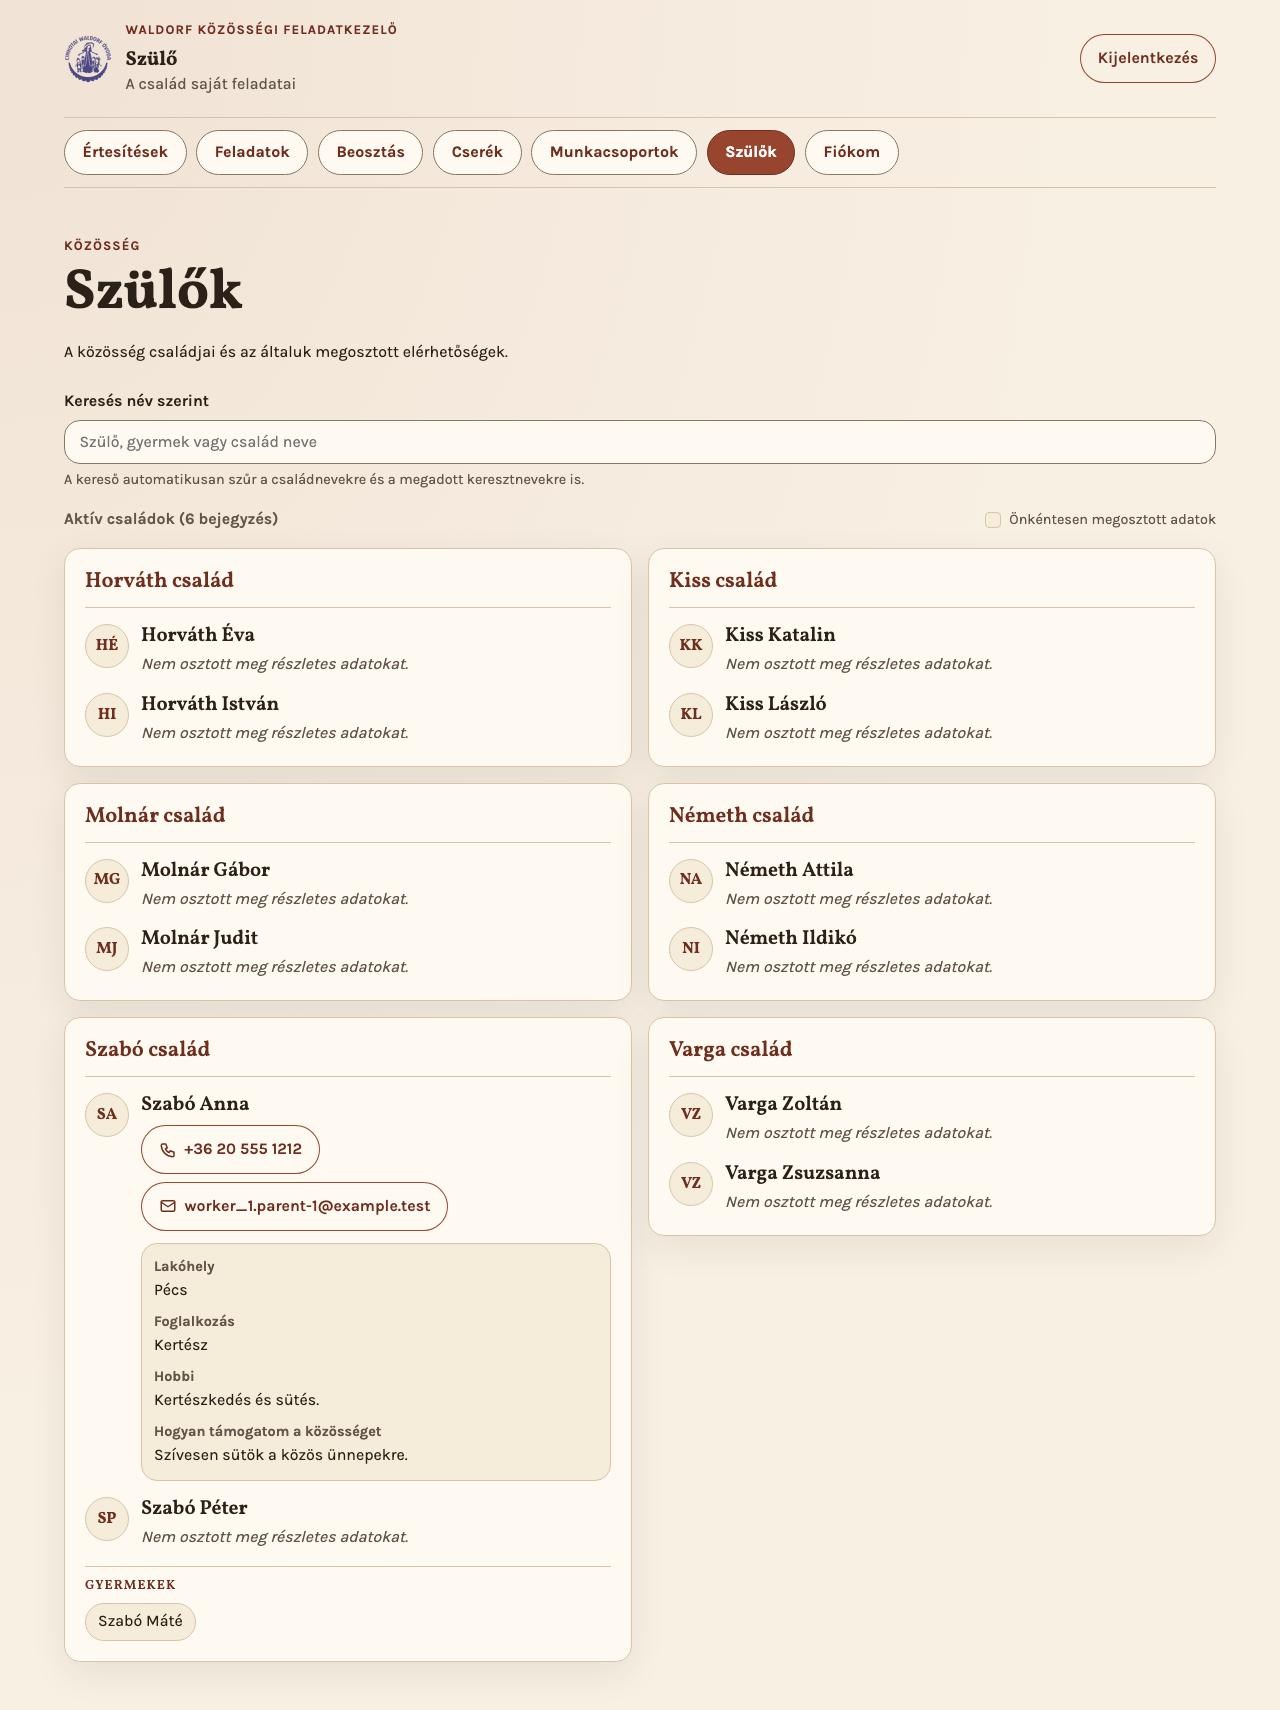 WALDORF KÖZÖSSÉGI FELADATKEZELŐ
Szülő
A család saját feladatai
Kijelentkezés
Értesítések
Feladatok
Beosztás
Cserék
Munkacsoportok
Szülők
Fiókom
KÖZÖSSÉG
Szülők
A közösség családjai és az általuk megosztott elérhetőségek.
Keresés név szerint
Szülő, gyermek vagy család neve
A kereső automatikusan szűr a családnevekre és a megadott keresztnevekre is.
Aktív családok (6 bejegyzés)
Önkéntesen megosztott adatok
Horváth család
HÉ
Horváth Éva
Nem osztott meg részletes adatokat.
HI
Horváth István
Nem osztott meg részletes adatokat.
Kiss család
KK
Kiss Katalin
Nem osztott meg részletes adatokat.
KL
Kiss László
Nem osztott meg részletes adatokat.
Molnár család
MG
Molnár Gábor
Nem osztott meg részletes adatokat.
MJ
Molnár Judit
Nem osztott meg részletes adatokat.
Németh család
NA
Németh Attila
Nem osztott meg részletes adatokat.
NI
Németh Ildikó
Nem osztott meg részletes adatokat.
Szabó család
SA
Szabó Anna
+36 20 555 1212
worker_1.parent-1@example.test
Lakóhely
Pécs
Foglalkozás
Kertész
Hobbi
Kertészkedés és sütés.
Hogyan támogatom a közösséget
Szívesen sütök a közös ünnepekre.
SP
Szabó Péter
Nem osztott meg részletes adatokat.
GYERMEKEK
Szabó Máté
Varga család
VZ
Varga Zoltán
Nem osztott meg részletes adatokat.
VZ
Varga Zsuzsanna
Nem osztott meg részletes adatokat.